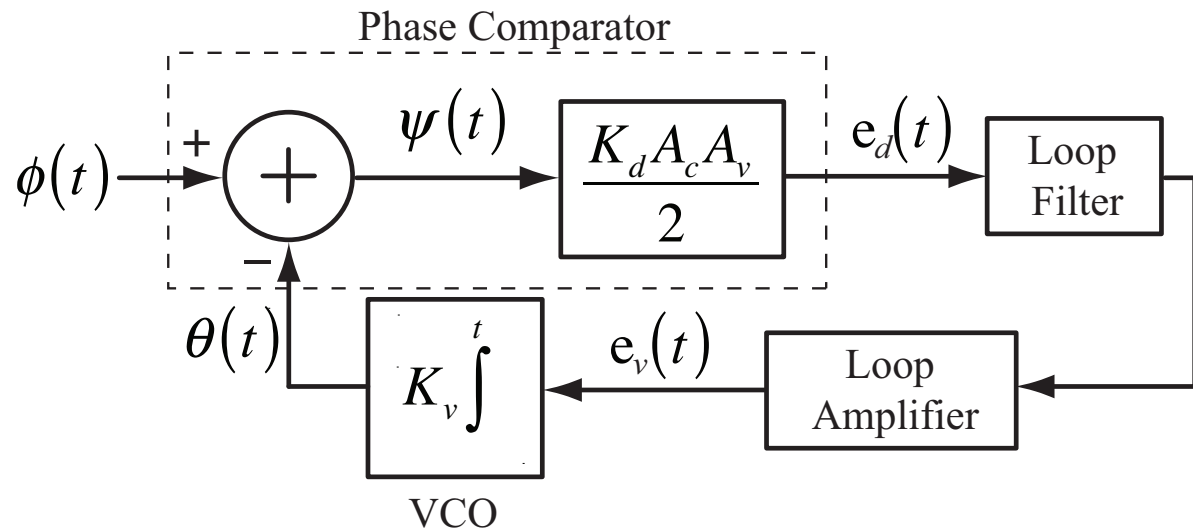 Phase Comparator
ϕ(t)
+
+
−
ψ(t)
K_d A_c A_v
2
e_d(t)
Loop
Filter
θ(t)
K_v ∫^t
e_v(t)
Loop
Amplifier
VCO